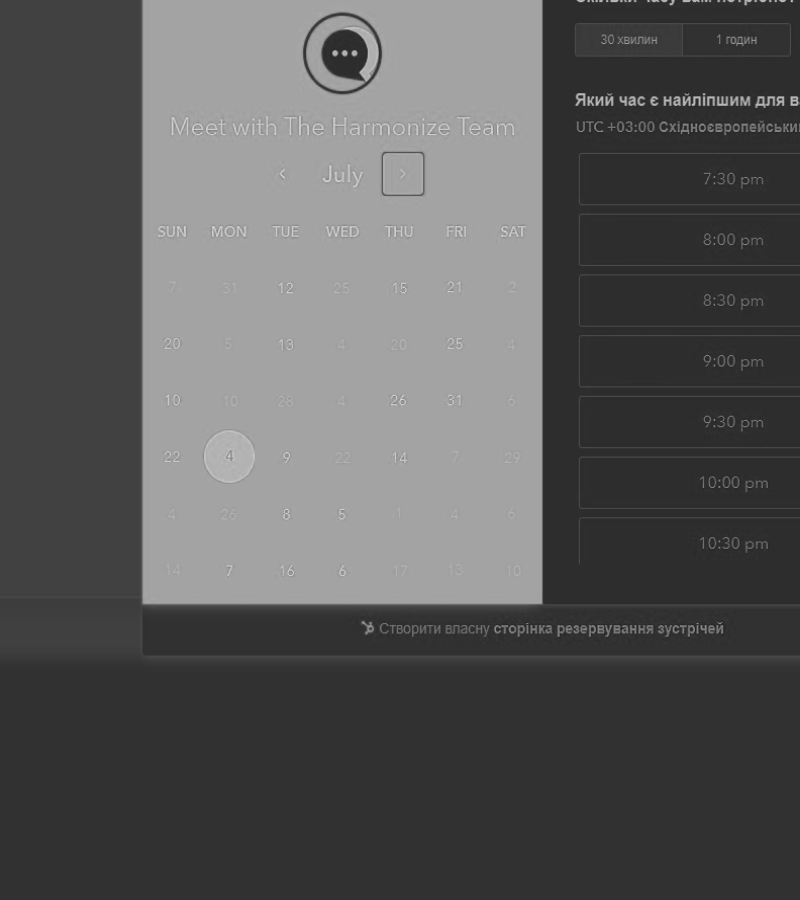 Meet with The Harmonize Team
July
SUN MON TUE WED THU FRI SAT
7 31 12 25 15 21 2
20 5 13 4 20 25 4
10 10 28 4 26 31 6
22 4 9 22 14 7 29
4 26 8 5 1 4 6
14 7 16 6 17 13 10
30 хвилин 1 годин
Який час є найліпшим для
UTC +03:00
7:30 pm
8:00 pm
8:30 pm
9:00 pm
9:30 pm
10:00 pm
10:30 pm
Створити власну сторінка резервування зустрічей